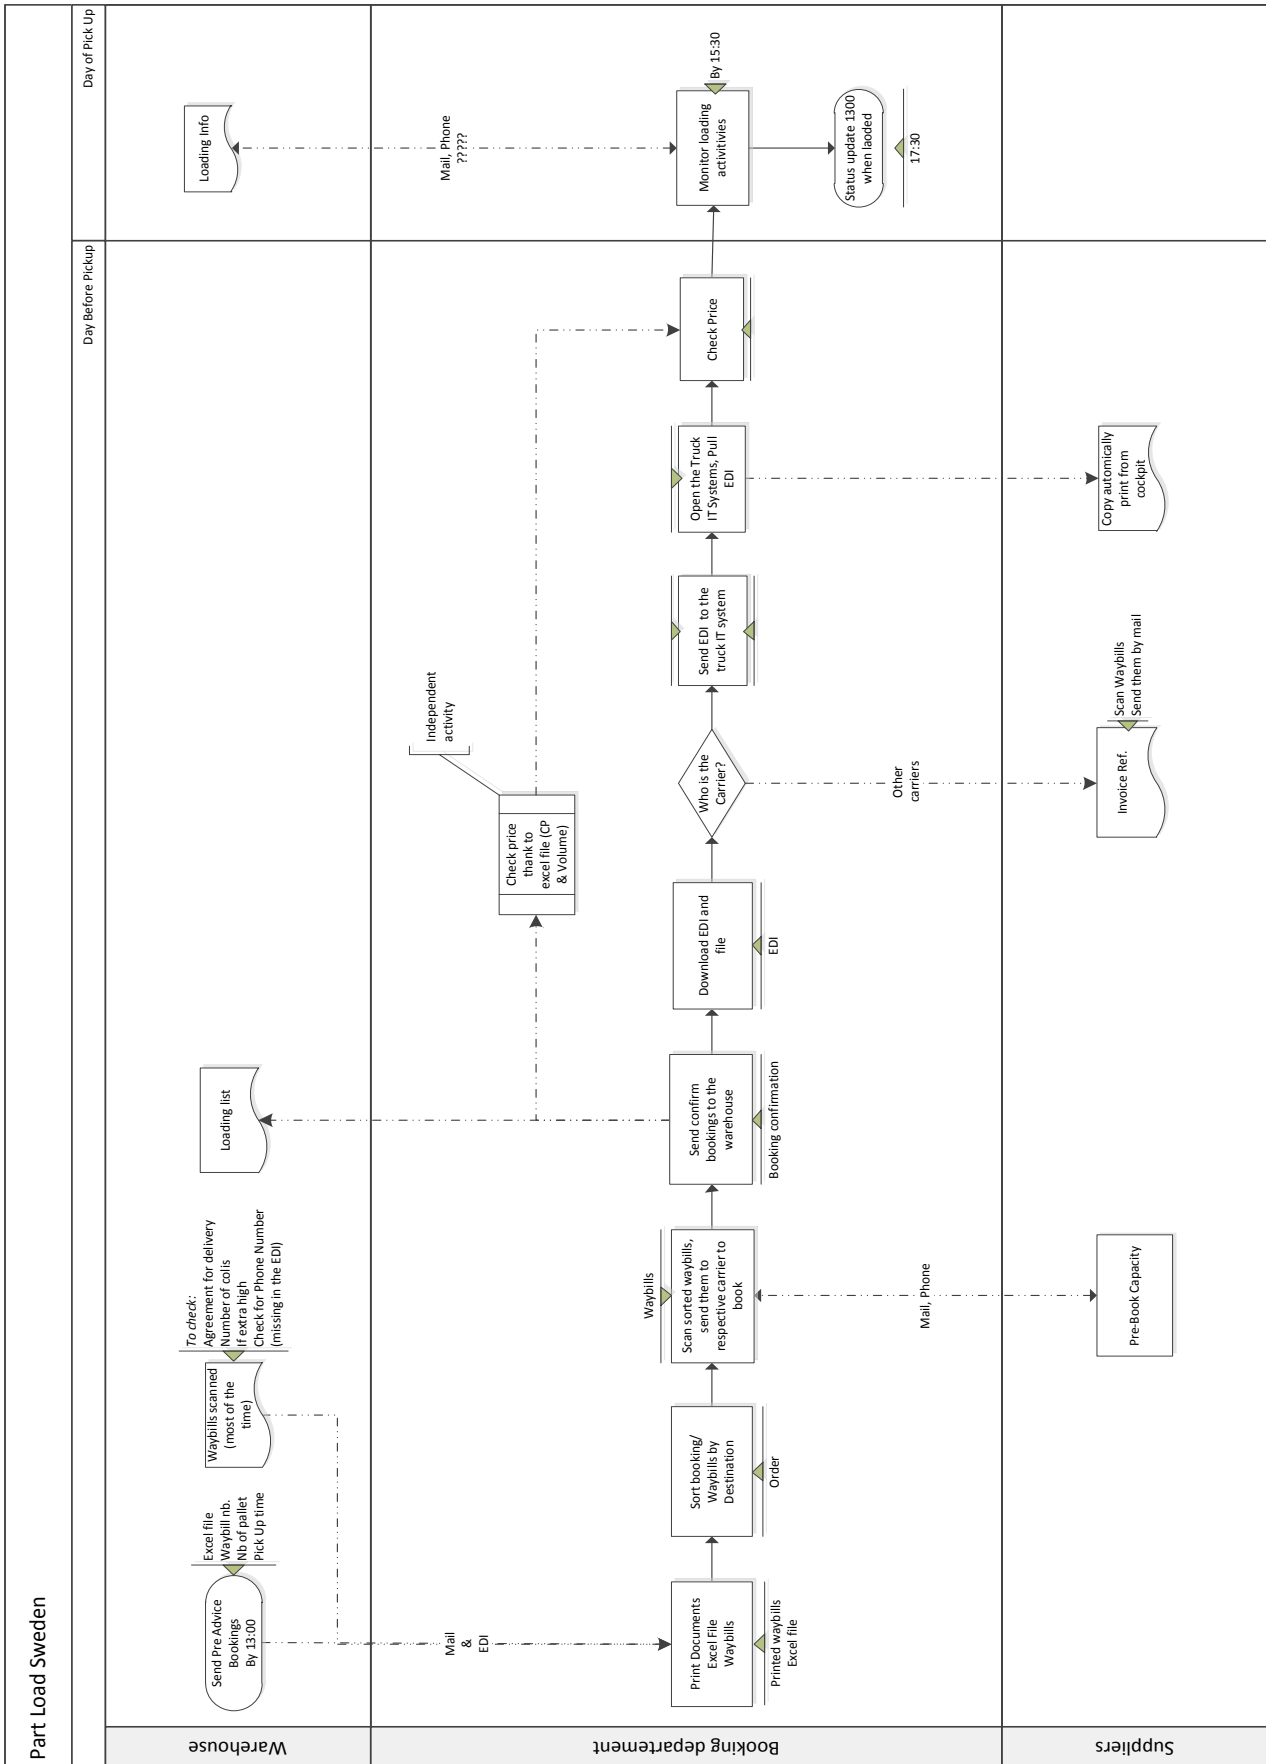 Part Load Sweden
Day Before Pickup
Day of Pick Up
Warehouse
Send Pre Advice
Bookings
By 13:00
Excel file
Waybill nb.
Nb of pallet
Pick Up time
Waybills scanned
(most of the
time)
To check:
Agreement for delivery
Number of colis
If extra high
Check for Phone Number
(missing in the EDI)
Loading list
Loading Info
Booking departement
Mail
&
EDI
Print Documents
Excel File
Waybills
Printed waybills
Excel file
Sort booking/
Waybills by
Destination
Order
Waybills
Scan sorted waybills,
send them to
respective carrier to
book
Mail, Phone
Send confirm
bookings to the
warehouse
Booking confirmation
Download EDI and
file
EDI
Check price
thank to
excel file (CP
& Volume)
Independent
activity
Who is the
Carrier?
Other
carriers
Send EDI to the
truck IT system
Open the Truck
IT Systems, Pull
EDI
Check Price
Mail, Phone
?????
Monitor loading
activitivies
By 15:30
Status update 1300
when laoded
17:30
Suppliers
Pre-Book Capacity
Invoice Ref.
Scan Waybills
Send them by mail
Copy automically
print from
cockpit